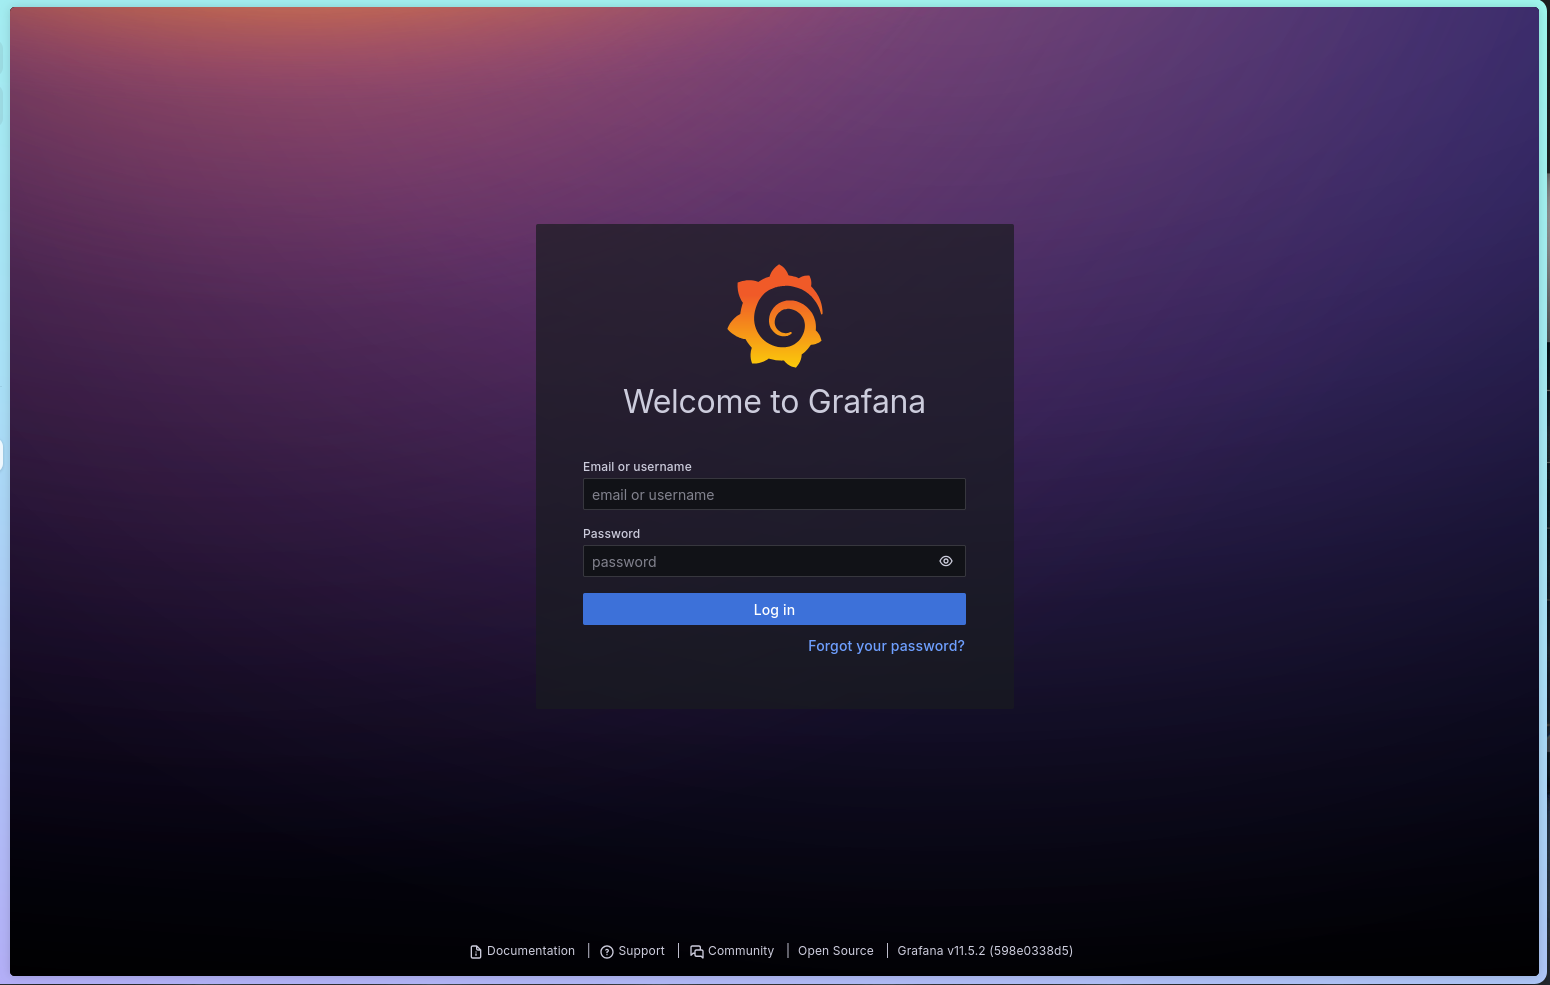 Welcome to Grafana
Email or username
email or username
Password
password
Log in
Forgot your password?
Documentation | Support | Community | Open Source | Grafana v11.5.2 (598e0338d5)